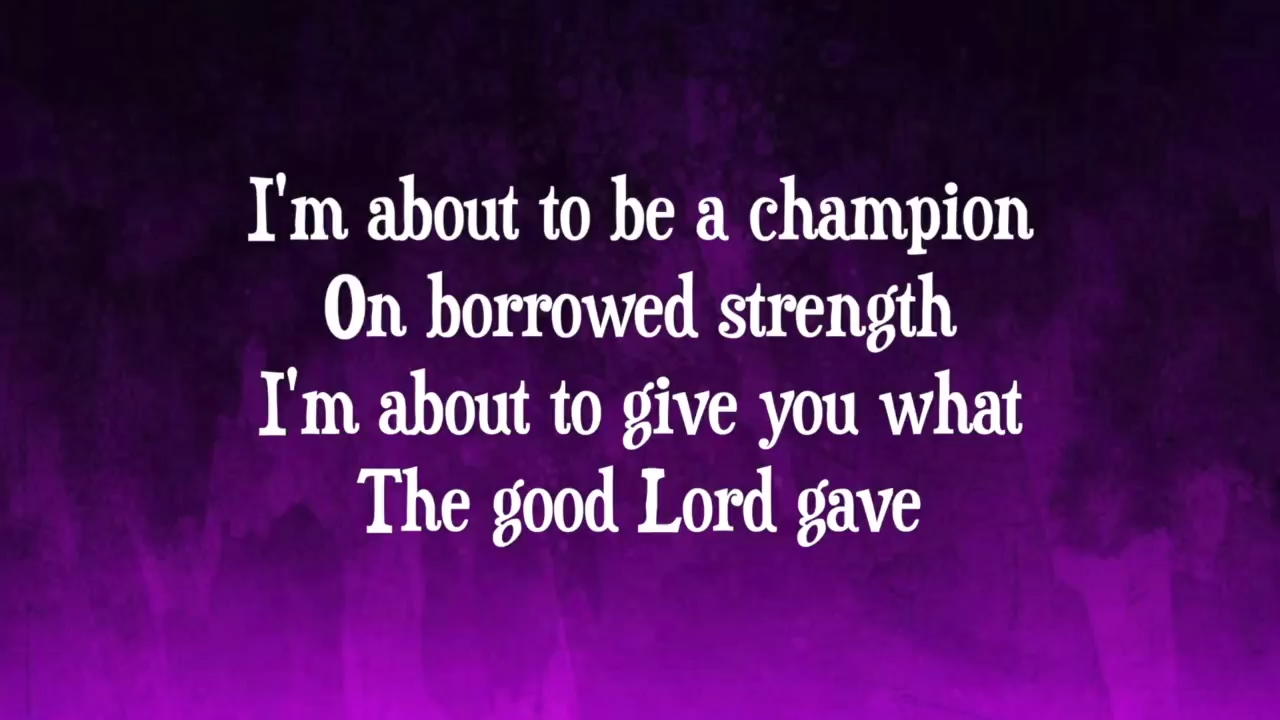 I'm about to be a champion
On borrowed strength
I'm about to give you what
The good Lord gave